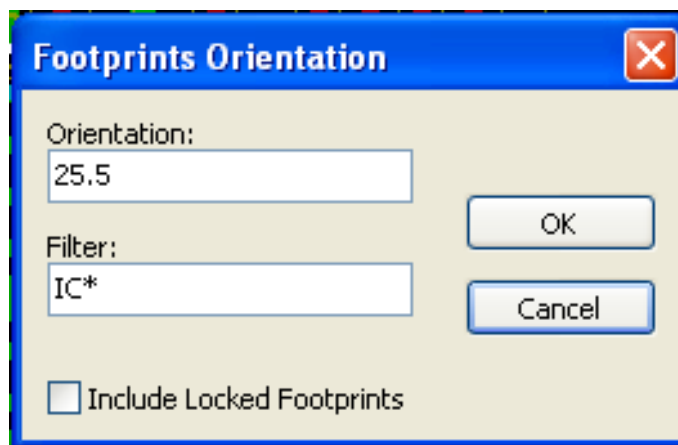 Footprints Orientation
Orientation:
25.5
OK
Filter:
IC*
Cancel
Include Locked Footprints